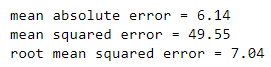 mean absolute error = 6.14
mean squared error = 49.55
root mean squared error = 7.04